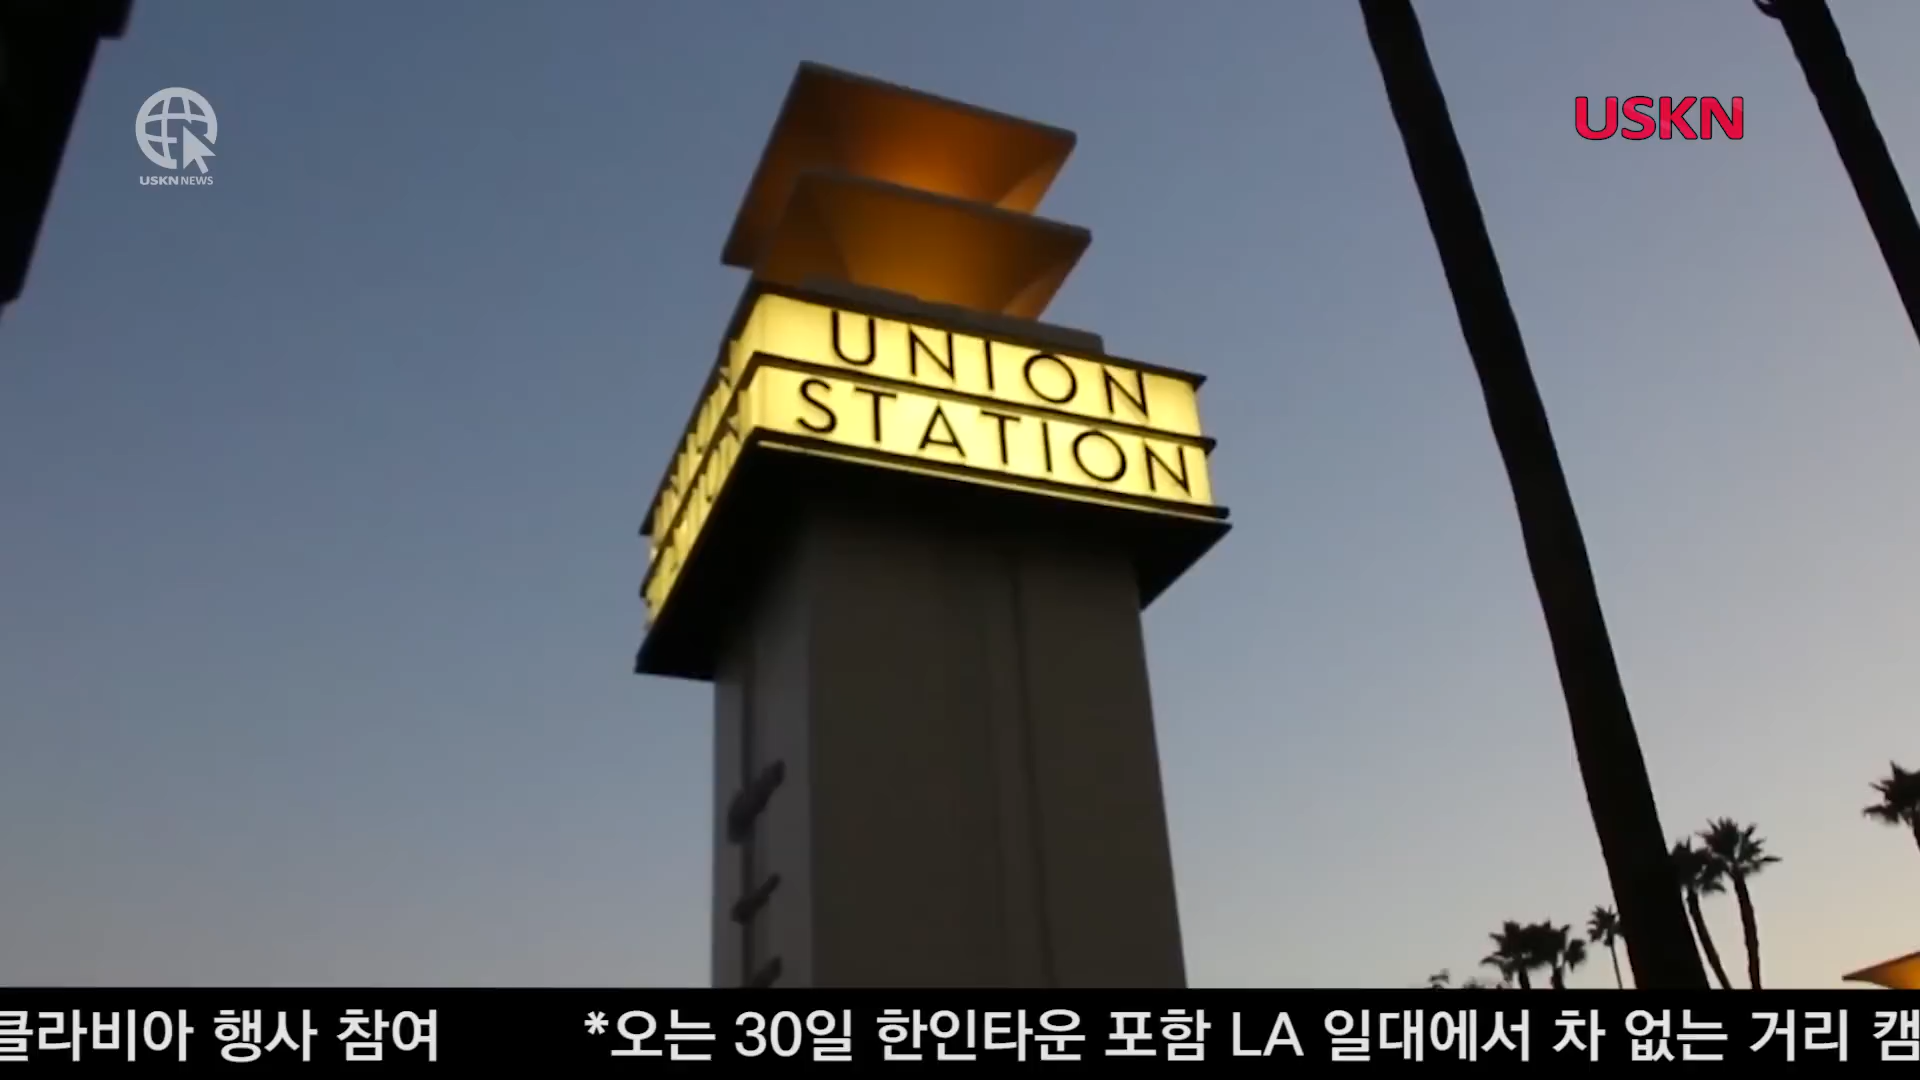 USKN NEWS
USKN
UNION
STATION
클라비아 행사 참여 *오는 30일 한인타운 포함 LA 일대에서 차 없는 거리 캠